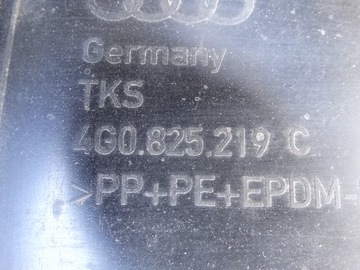 Germany
TKS
4G0.825.219 C
>PP+PE+EPDM-